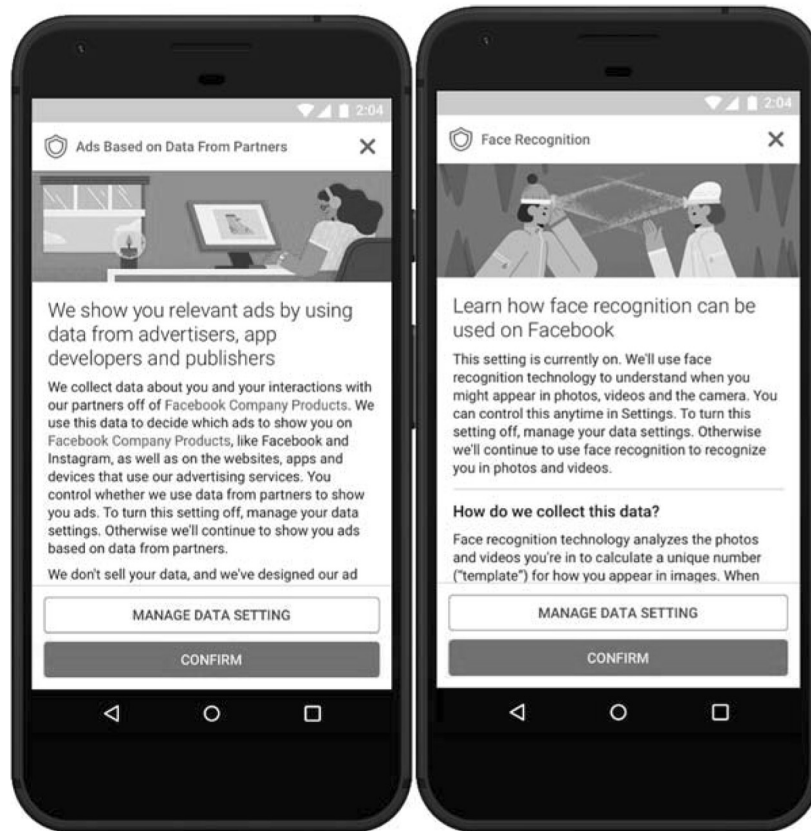 2:04
Ads Based on Data From Partners
We show you relevant ads by using
data from advertisers, app
developers and publishers
We collect data about you and your interactions with
our partners off of Facebook Company Products. We
use this data to decide which ads to show you on
Facebook Company Products, like Facebook and
Instagram, as well as on the websites, apps and
devices that use our advertising services. You
control whether we use data from partners to show
you ads. To turn this setting off, manage your data
settings. Otherwise we'll continue to show you ads
based on data from partners.
We don't sell your data, and we've designed our ad
MANAGE DATA SETTING
CONFIRM
2:04
Face Recognition
Learn how face recognition can be
used on Facebook
This setting is currently on. We'll use face
recognition technology to understand when you
might appear in photos, videos and the camera. You
can control this anytime in Settings. To turn this
setting off, manage your data settings. Otherwise
we'll continue to use face recognition to recognize
you in photos and videos.
How do we collect this data?
Face recognition technology analyzes the photos
and videos you're in to calculate a unique number
("template") for how you appear in images. When
MANAGE DATA SETTING
CONFIRM